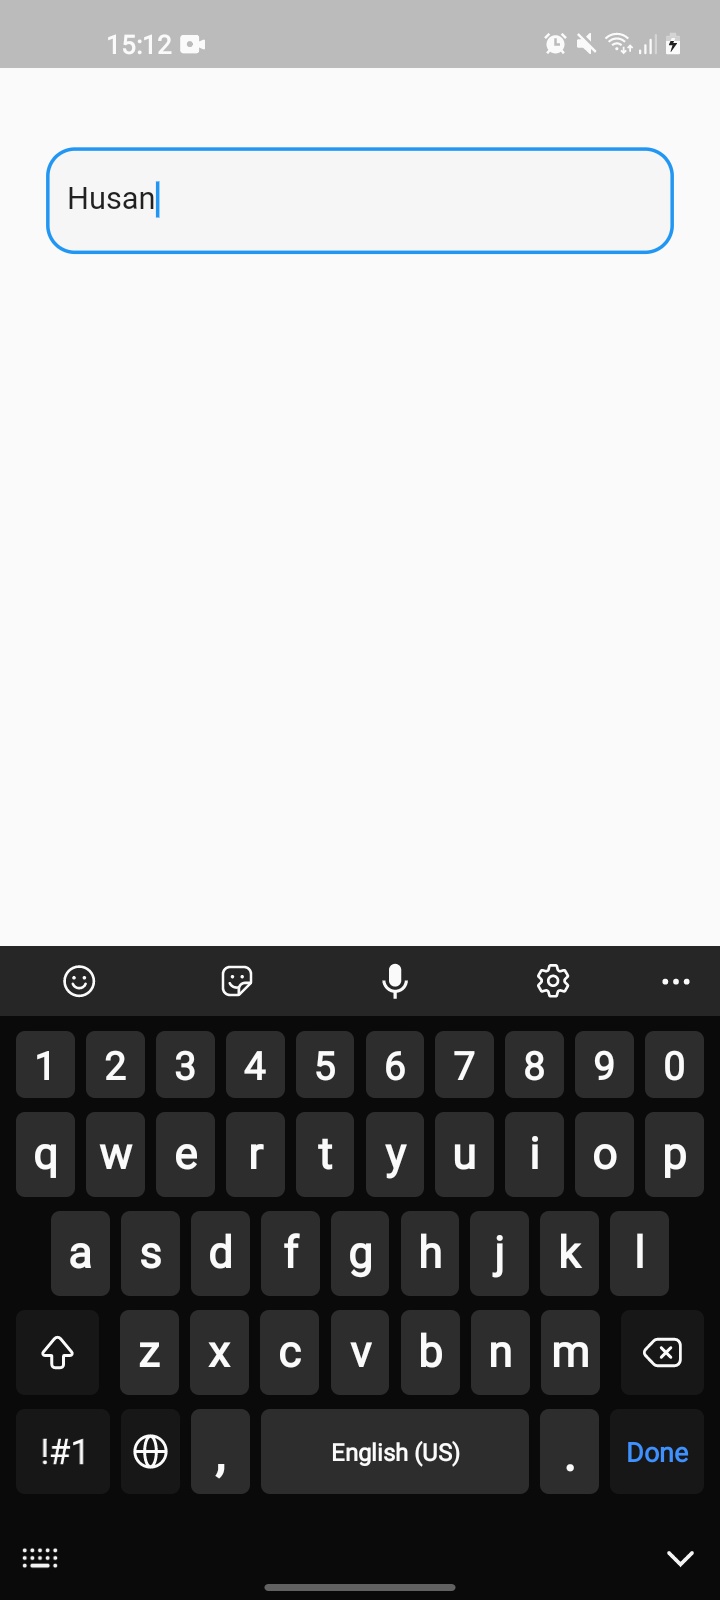 15:12
Husan
1 2 3 4 5 6 7 8 9 0
q w e r t y u i o p
a s d f g h j k l
z x c v b n m
!#1 , English (US) . Done